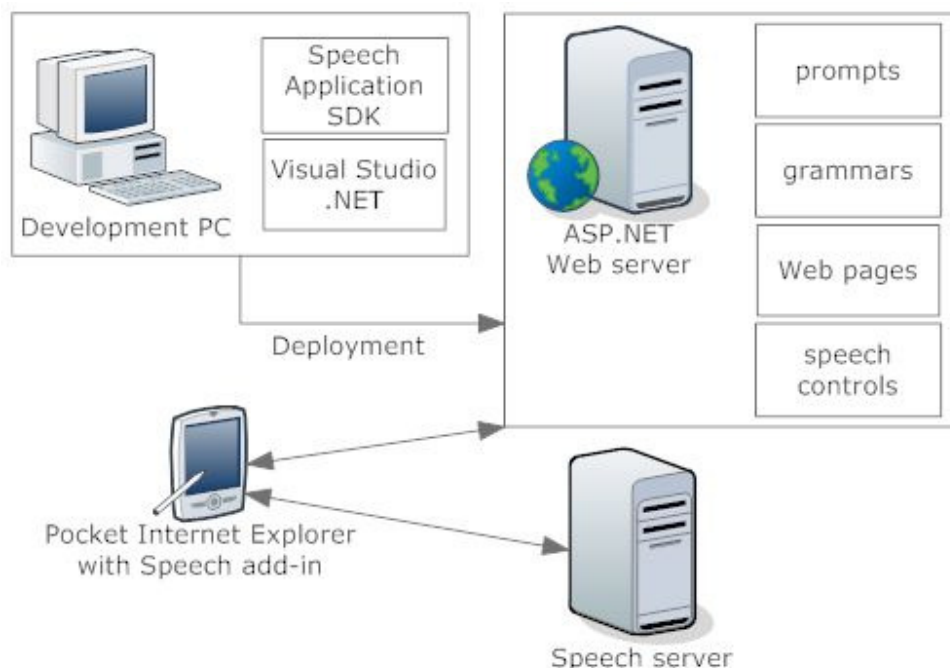 Speech
Application
SDK
Visual Studio
.NET
Development PC
ASP.NET
Web server
prompts
grammars
Web pages
speech
controls
Deployment
Pocket Internet Explorer
with Speech add-in
Speech server